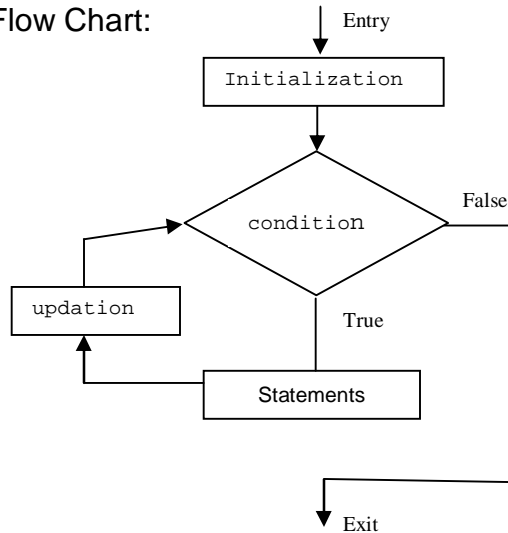 Flow Chart:
Entry
Initialization
condition
False
updation
True
Statements
Exit